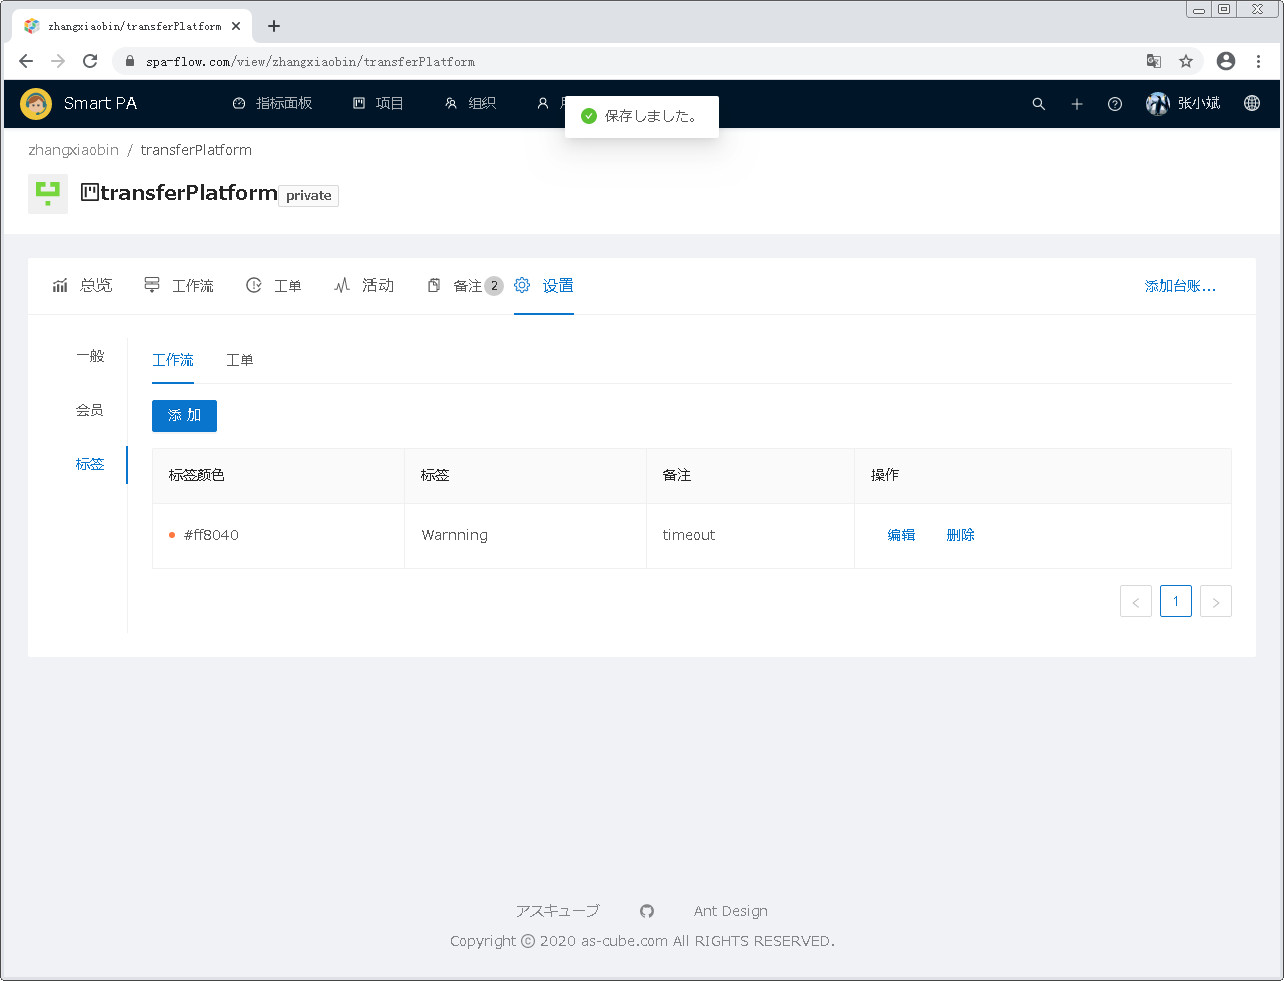 zhangxiaobin/transferPlatform
spa-flow.com/view/zhangxiaobin/transferPlatform
Smart PA 指标面板 项目 组织 张小斌
保存しました。
zhangxiaobin / transferPlatform
transferPlatform private
总览 工作流 工单 活动 备注 2 设置 添加台账...
一般
会员
标签
工作流 工单
添 加
标签颜色 标签 备注 操作
#ff8040 Warnning timeout 编辑 删除
< 1 >
アスキューブ Ant Design
Copyright © 2020 as-cube.com All RIGHTS RESERVED.